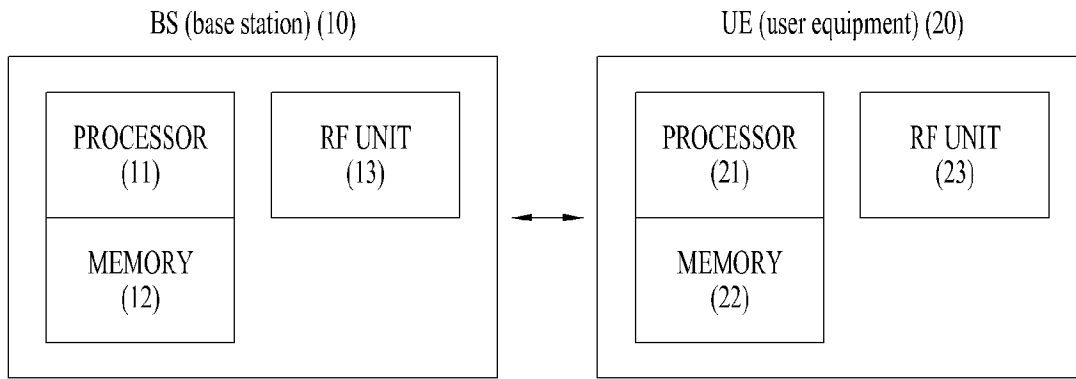 BS (base station) (10)
PROCESSOR
(11)
RF UNIT
(13)
MEMORY
(12)
UE (user equipment) (20)
PROCESSOR
(21)
RF UNIT
(23)
MEMORY
(22)